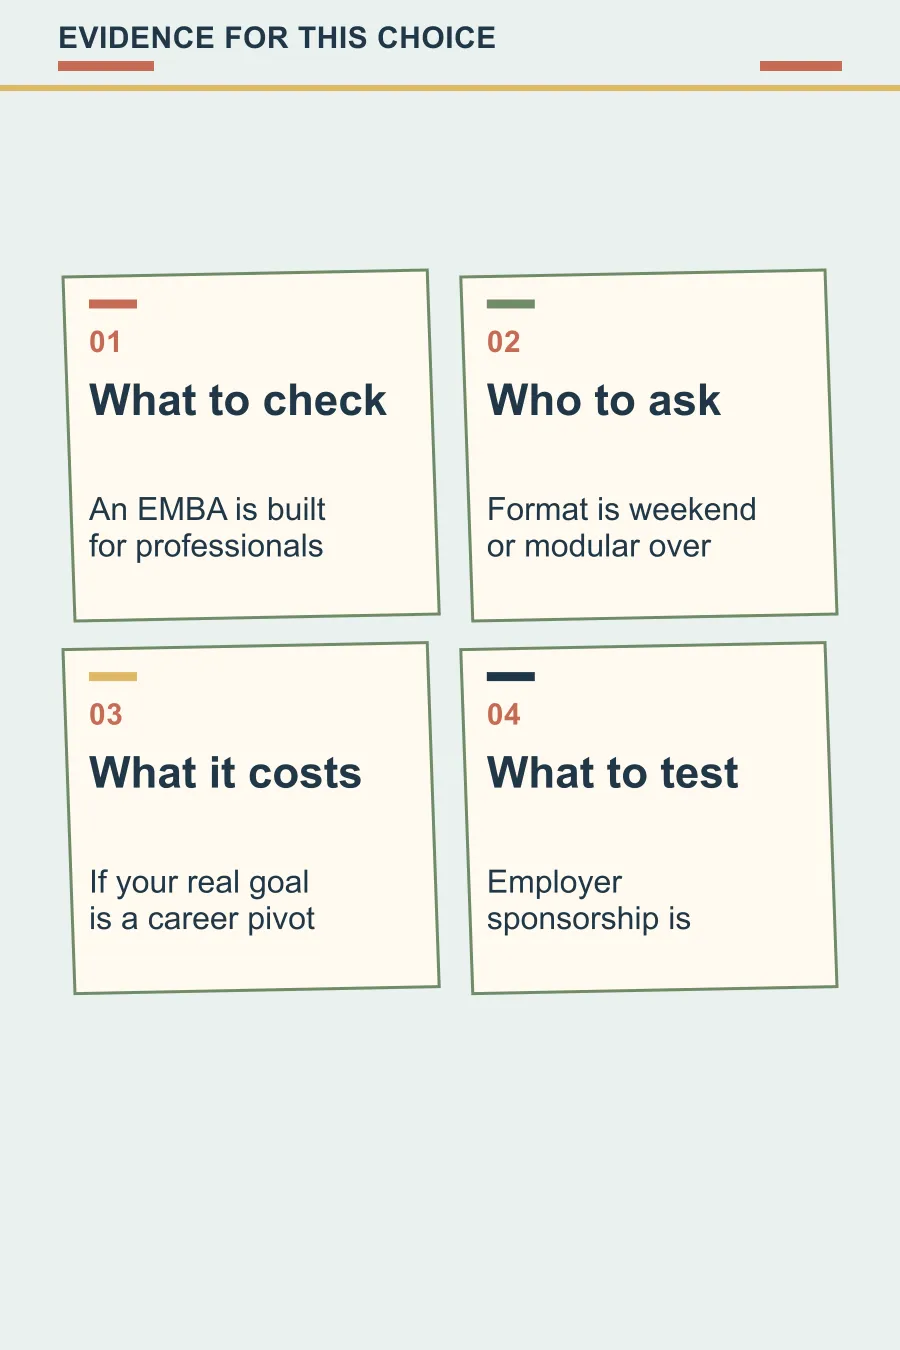 EVIDENCE FOR THIS CHOICE
01
What to check
An EMBA is built
for professionals
02
Who to ask
Format is weekend
or modular over
03
What it costs
If your real goal
is a career pivot
04
What to test
Employer
sponsorship is